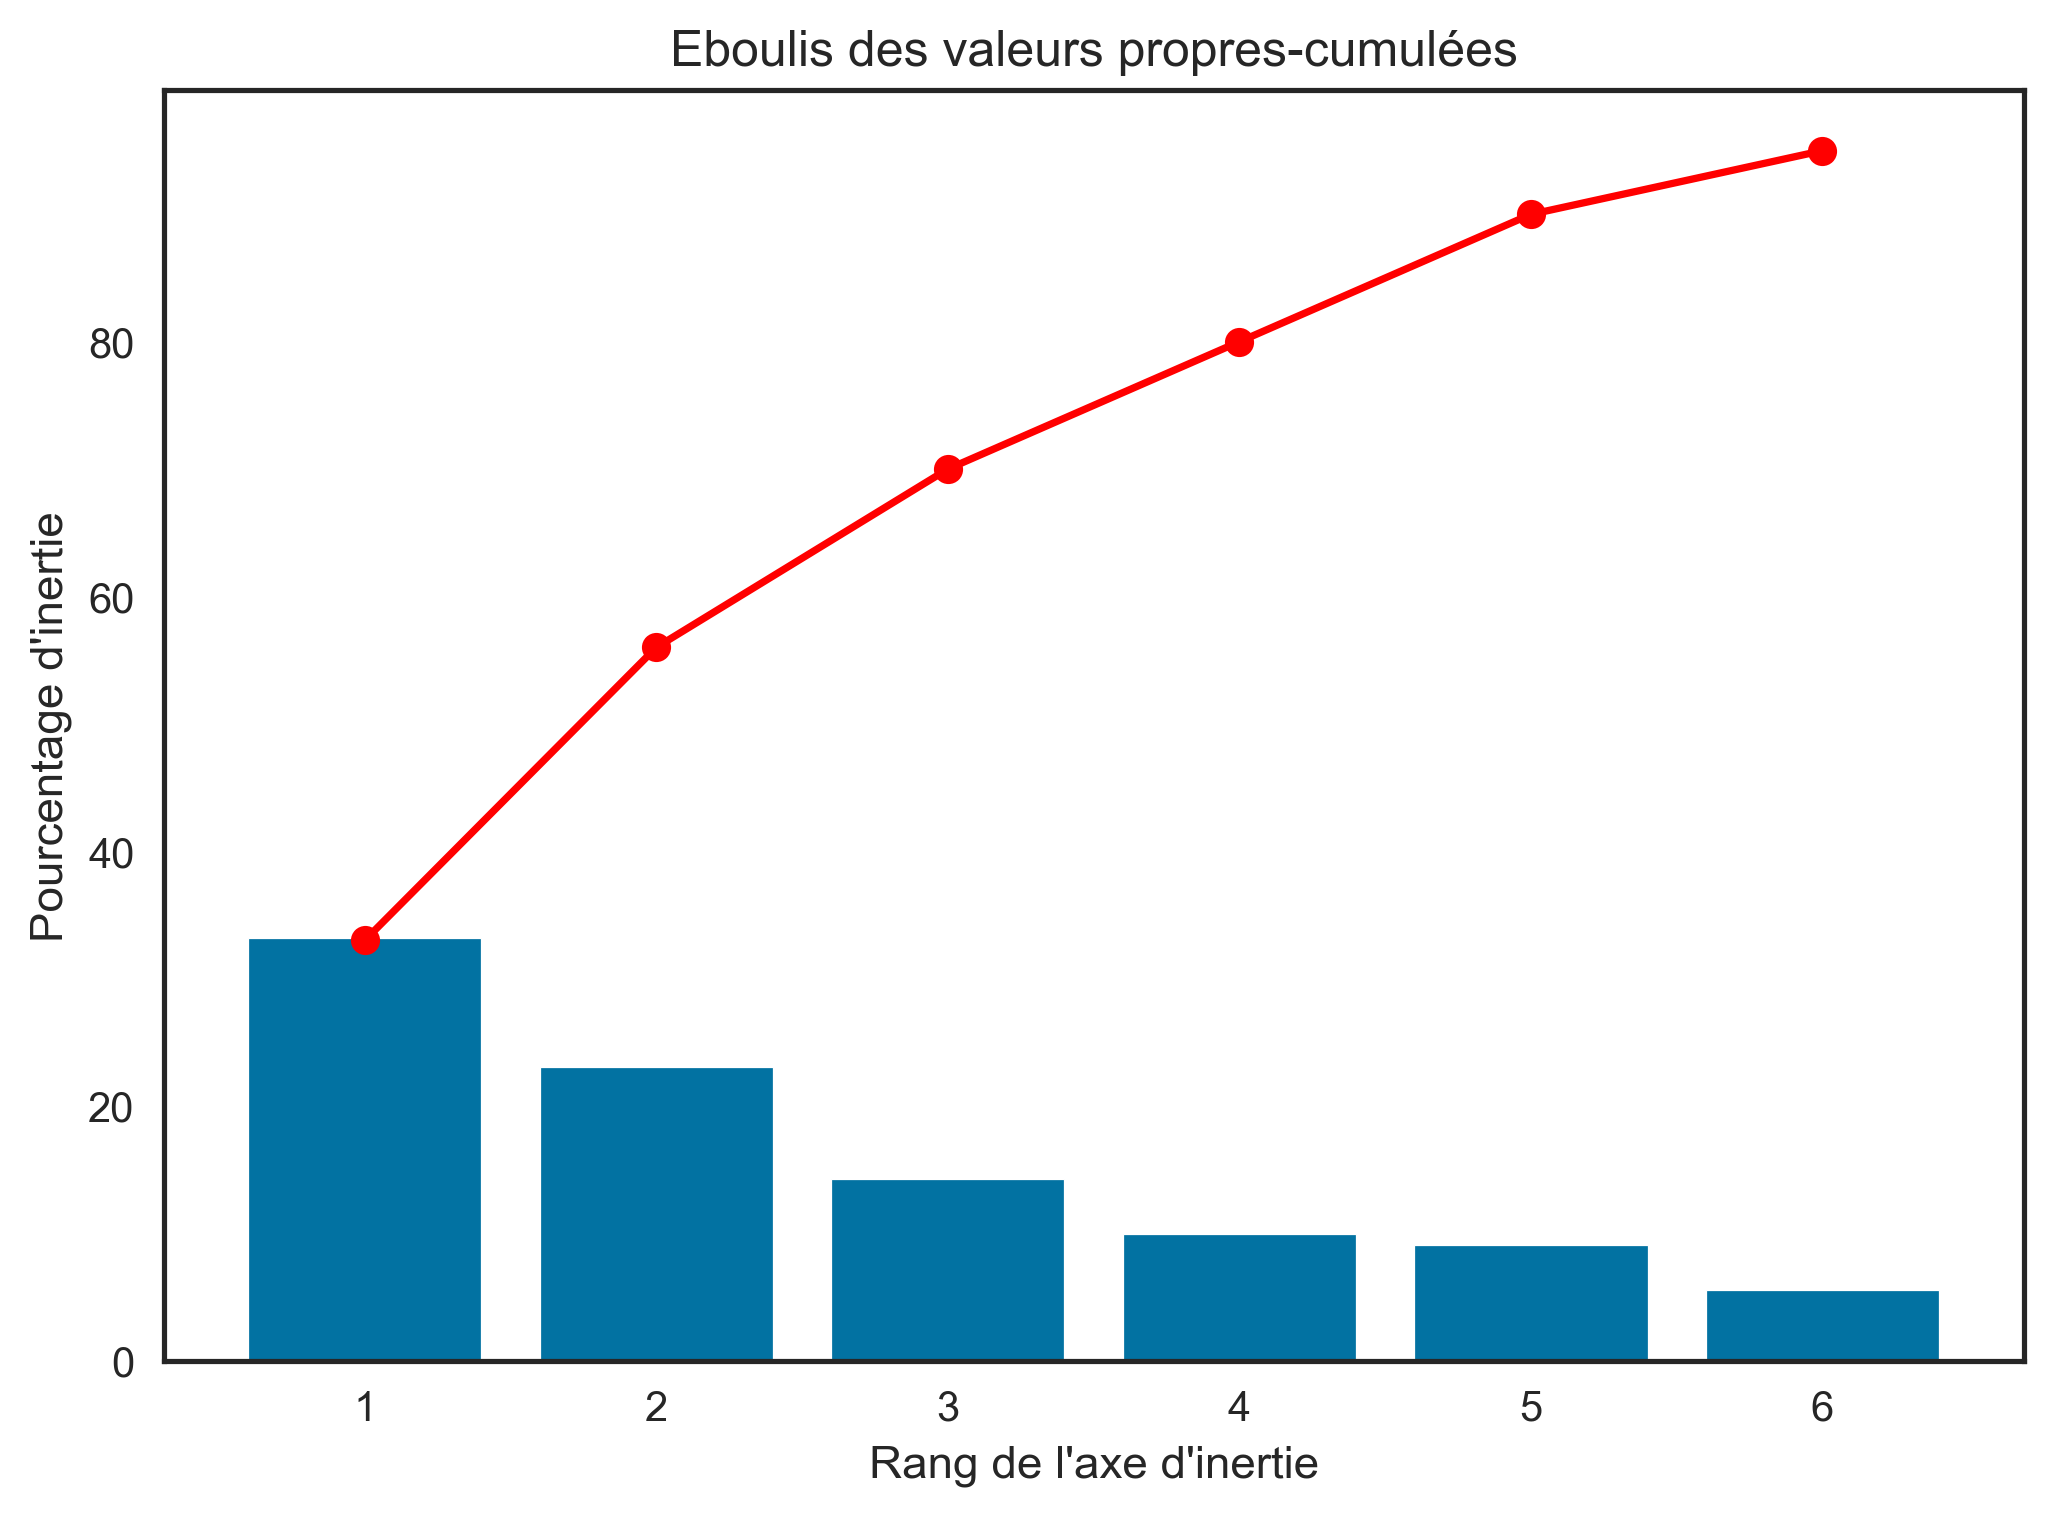 Eboulis des valeurs propres-cumulées
Pourcentage d'inertie
80
60
40
20
0
1 2 3 4 5 6
Rang de l'axe d'inertie